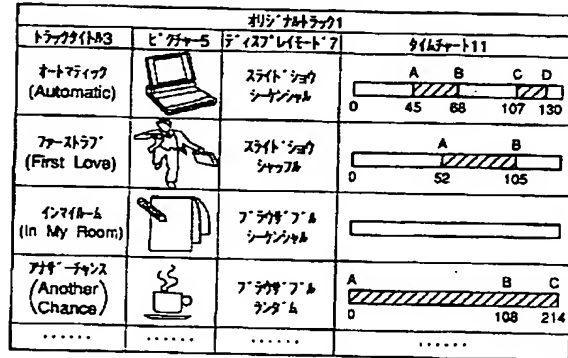 オリジナルトラック1
トラックタイトル3 ピクチャー5 ディスプレイモード7 タイムチャート11
オートマティック
(Automatic)
スライドショウ
シーケンシャル
A B C D
0 45 68 107 130
ファーストラブ
(First Love)
スライドショウ
シャッフル
A B
0 52 105
インマイルーム
(In My Room)
ブラウザブル
シーケンシャル
アナザーチャンス
(Another
Chance)
ブラウザブル
ランダム
A B C
0 108 214
...... ...... ...... ......